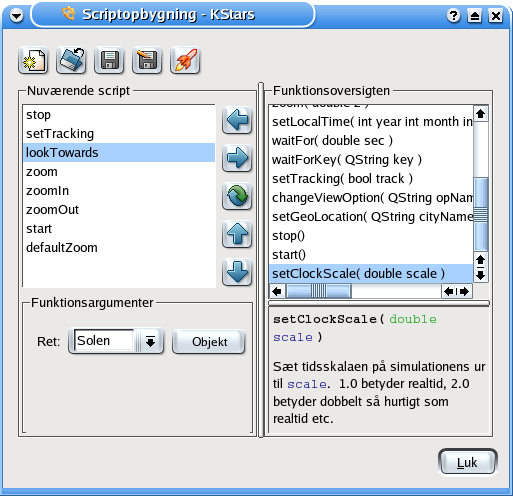 Scriptopbygning - KStars
Nuværende script
stop
setTracking
lookTowards
zoom
zoomIn
zoomOut
start
defaultZoom
Funktionsargumenter
Ret: Solen Objekt
Funktionsoversigten
zoom( double z )
setLocalTime( int year int month in
waitFor( double sec )
waitForKey( QString key )
setTracking( bool track )
changeViewOption( QString opNam
setGeoLocation( QString cityName
stop()
start()
setClockScale( double scale )
setClockScale( double
scale )
Sæt tidsskalaen på simulationens ur
til scale. 1.0 betyder realtid, 2.0
betyder dobbelt så hurtigt som
realtid etc.
Luk